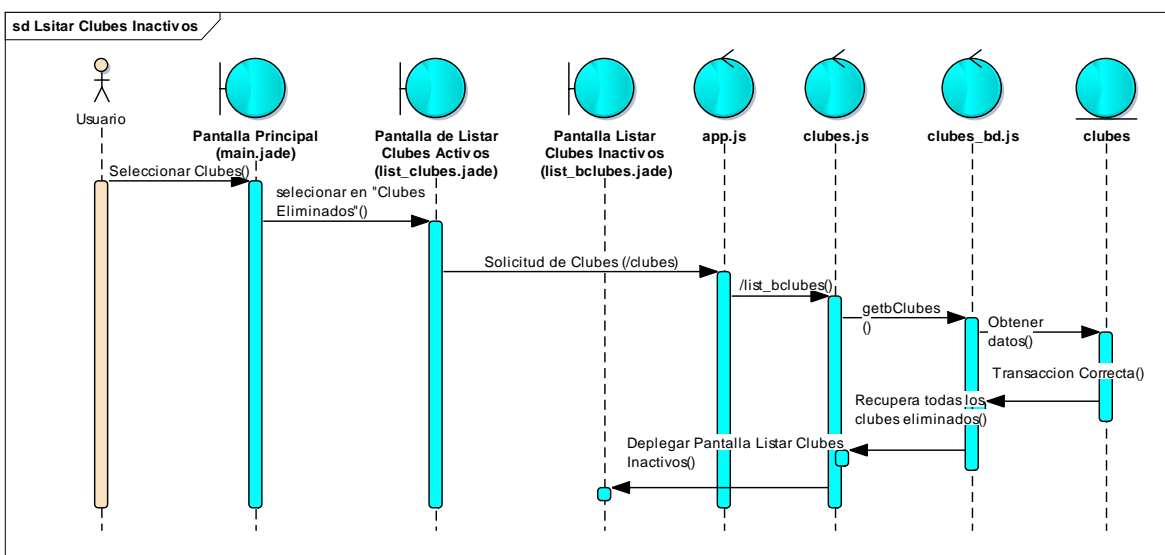 sd Lsitar Clubes Inactivos
Usuario
Pantalla Principal
(main.jade)
Pantalla de Listar
Clubes Activos
(list_clubes.jade)
Pantalla Listar
Clubes Inactivos
(list_bclubes.jade)
app.js
clubes.js
clubes_bd.js
clubes
Seleccionar Clubes()
selecionar en "Clubes
Eliminados"()
Solicitud de Clubes (/clubes)
/list_bclubes()
getbClubes
()
Obtener
datos()
Transaccion Correcta()
Recupera todas los
clubes eliminados()
Deplegar Pantalla Listar Clubes
Inactivos()